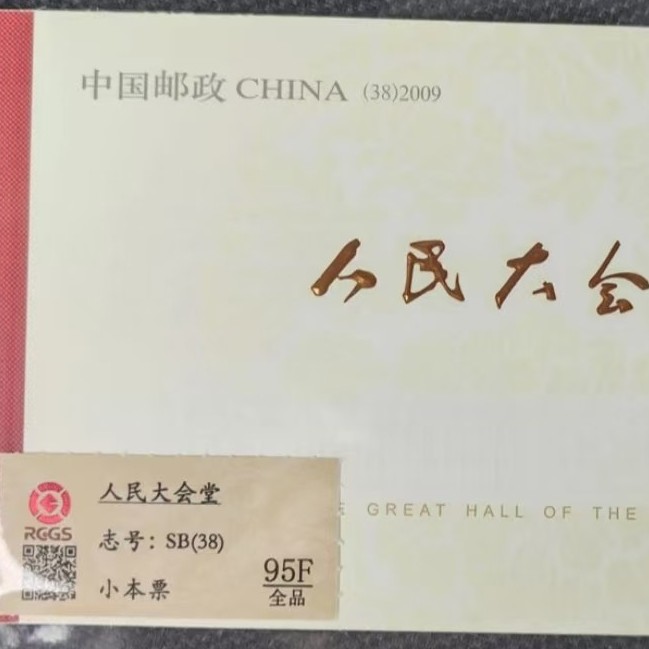 中国邮政 CHINA (38)2009
人民大会
GREAT HALL OF THE
RGGS
人民大会堂
志号：SB(38)
小本票
95F
全品